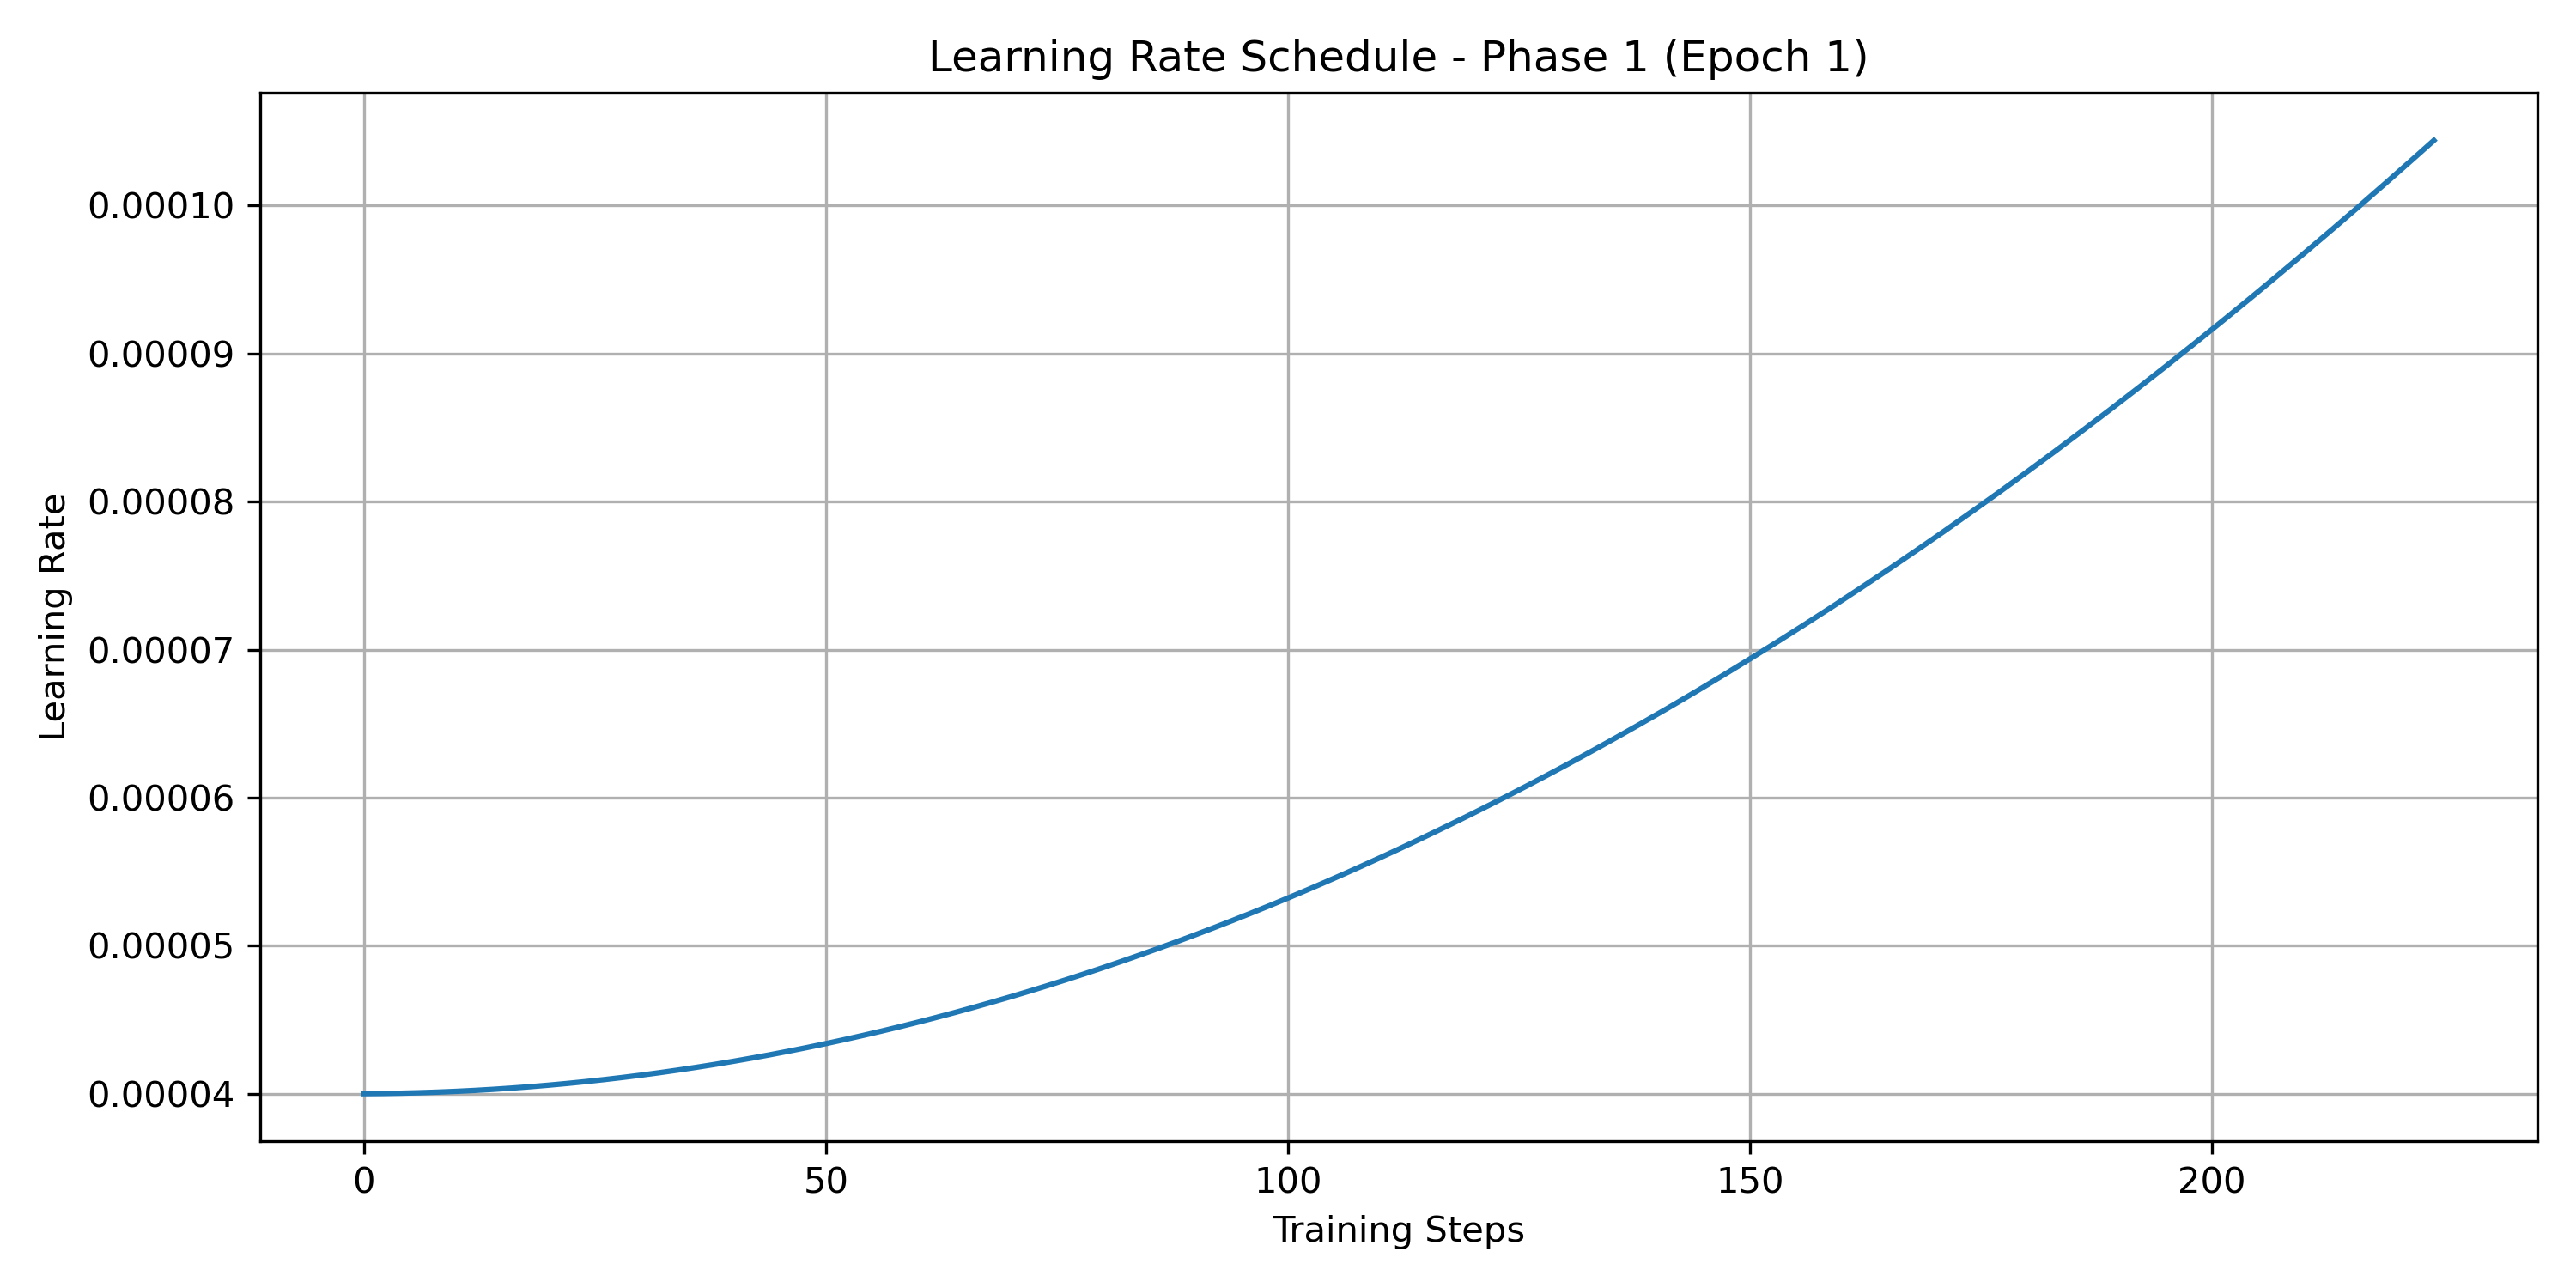 Learning Rate Schedule - Phase 1 (Epoch 1)
Learning Rate
0.00010
0.00009
0.00008
0.00007
0.00006
0.00005
0.00004
0 50 100 150 200
Training Steps